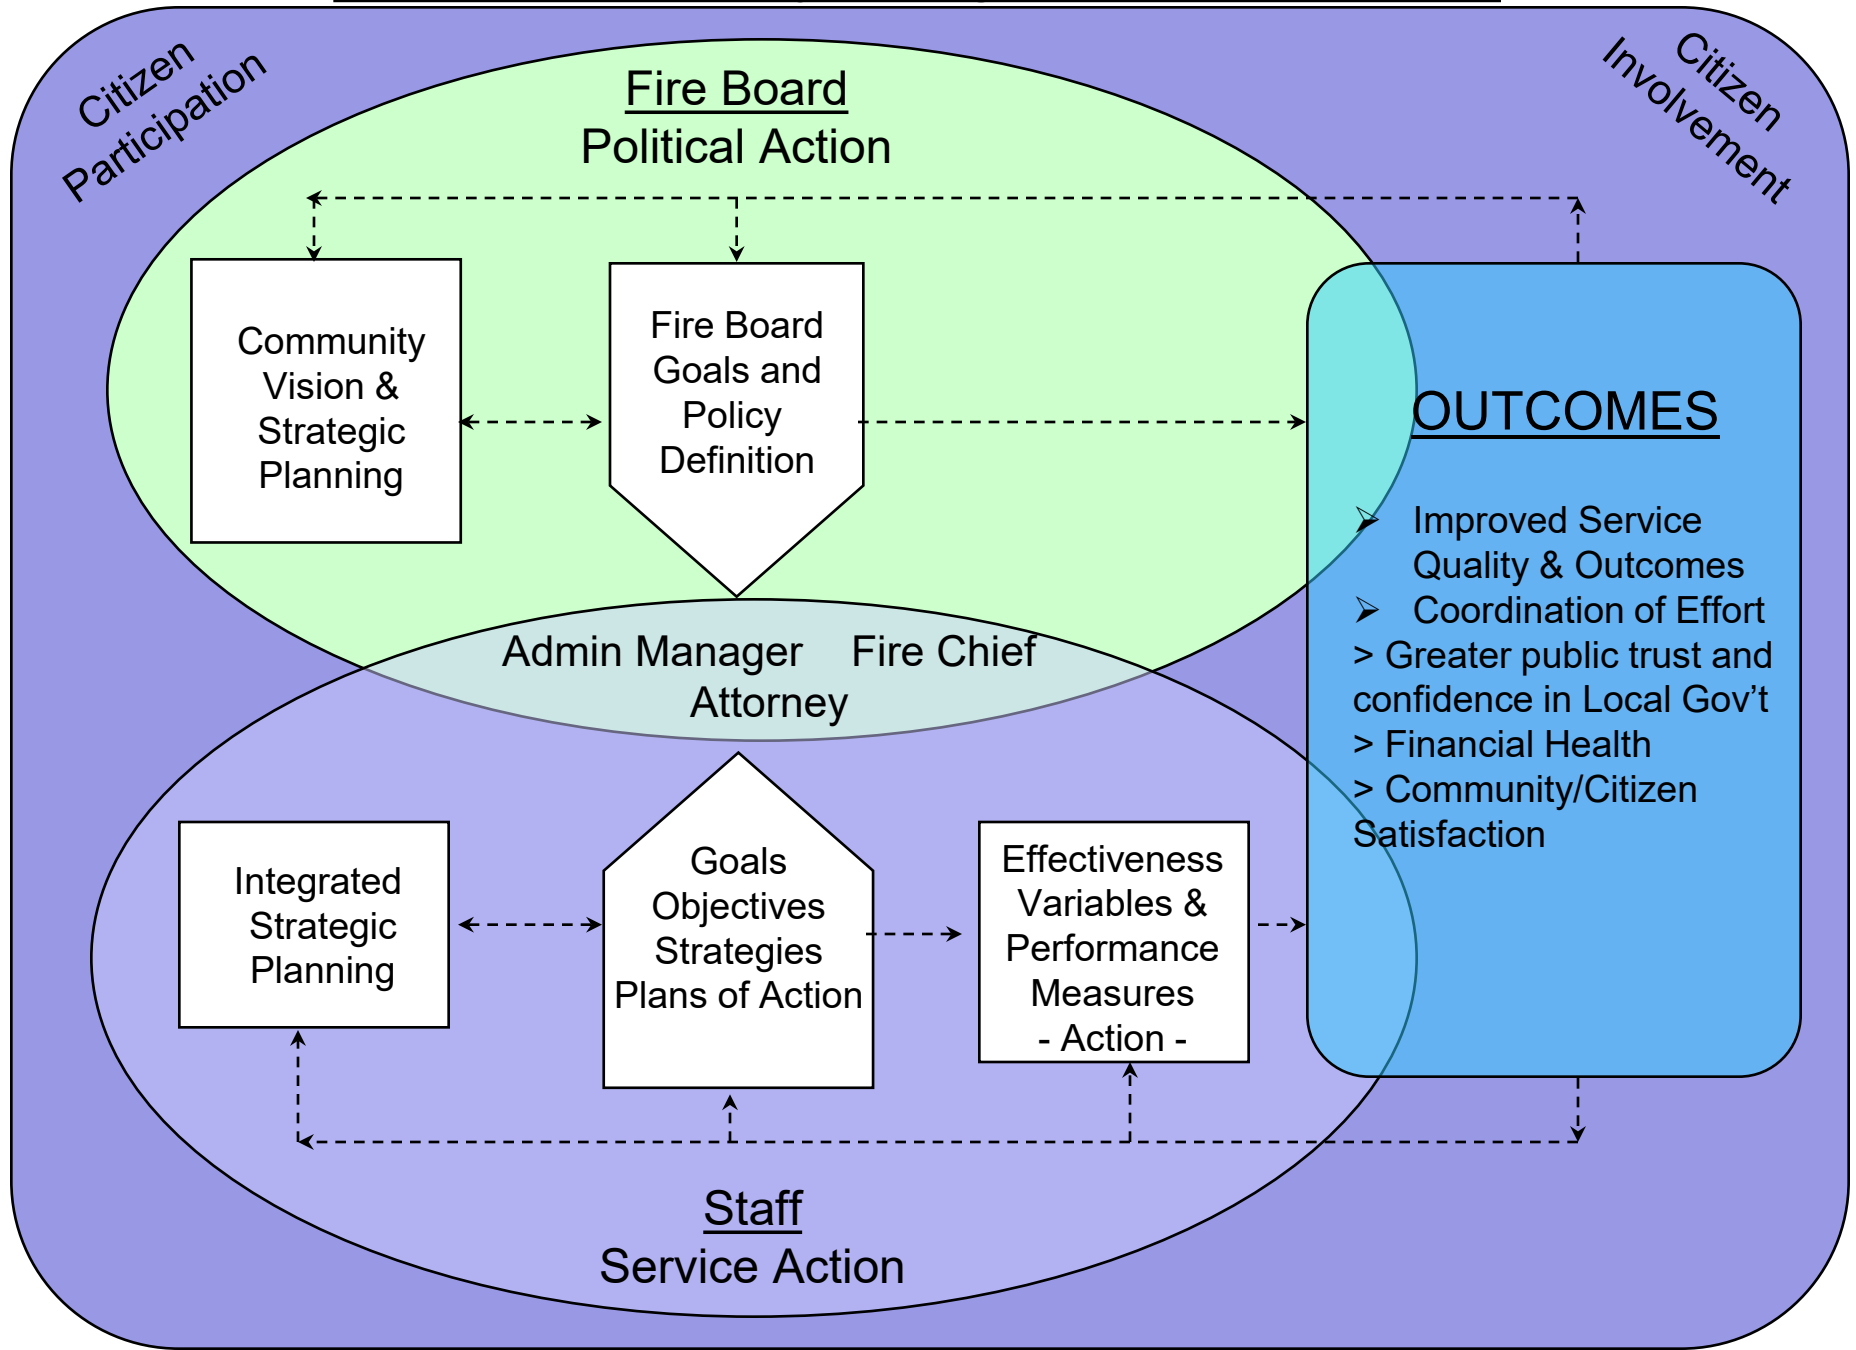 Citizen
Participation
Citizen
Involvement
Fire Board
Political Action
Community
Vision &
Strategic
Planning
Fire Board
Goals and
Policy
Definition
OUTCOMES
➢ Improved Service
Quality & Outcomes
➢ Coordination of Effort
> Greater public trust and
confidence in Local Gov’t
> Financial Health
> Community/Citizen
Satisfaction
Admin Manager Fire Chief
Attorney
Integrated
Strategic
Planning
Goals
Objectives
Strategies
Plans of Action
Effectiveness
Variables &
Performance
Measures
- Action -
Staff
Service Action